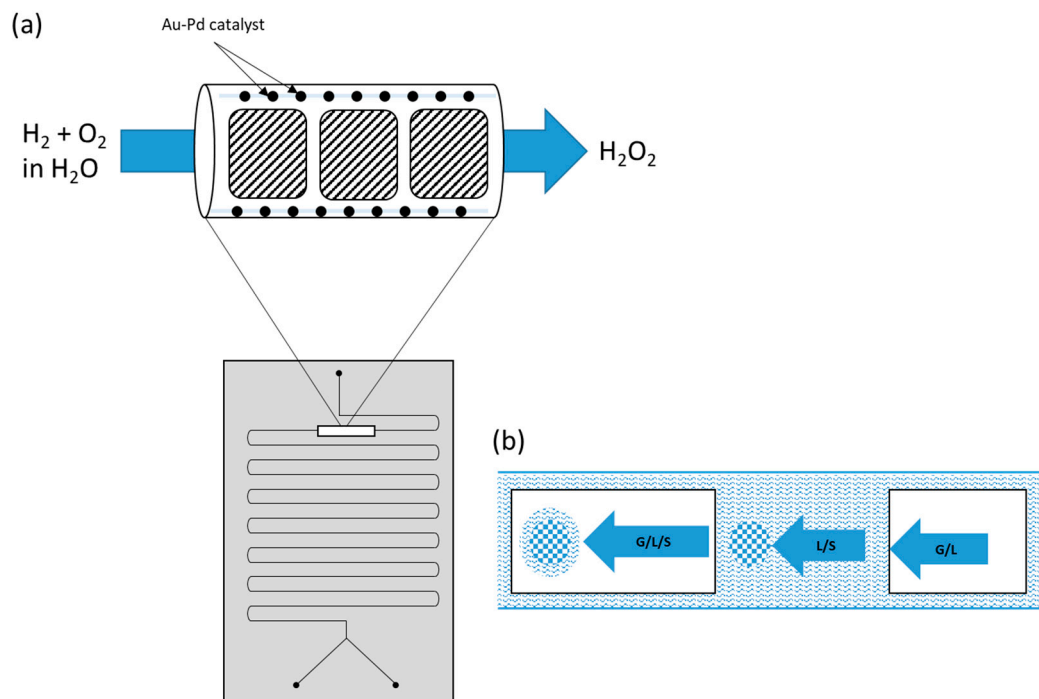 (a)
Au-Pd catalyst
H₂ + O₂
in H₂O
H₂O₂
(b)
G/L/S
L/S
G/L